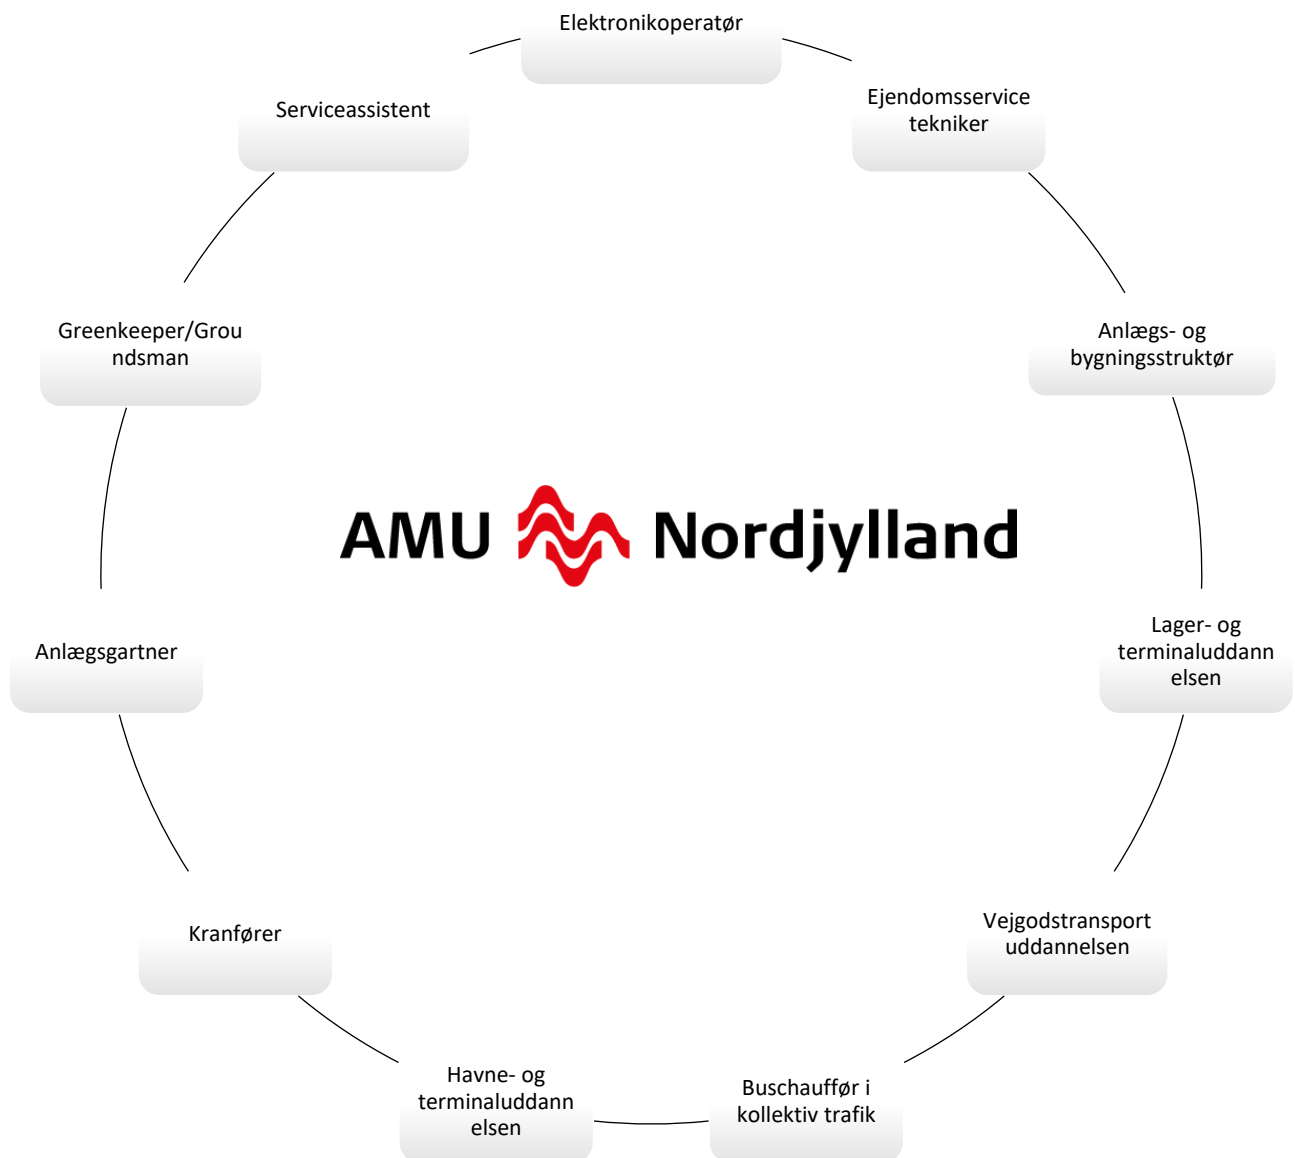 Elektronikoperatør
Ejendomsservice
tekniker
Anlægs- og
bygningsstruktør
Lager- og
terminaluddann
elsen
Vejgodstransport
uddannelsen
Buschauffør i
kollektiv trafik
Havne- og
terminaluddann
elsen
Kranfører
Anlægsgartner
Greenkeeper/Grou
ndsman
Serviceassistent
AMU Nordjylland